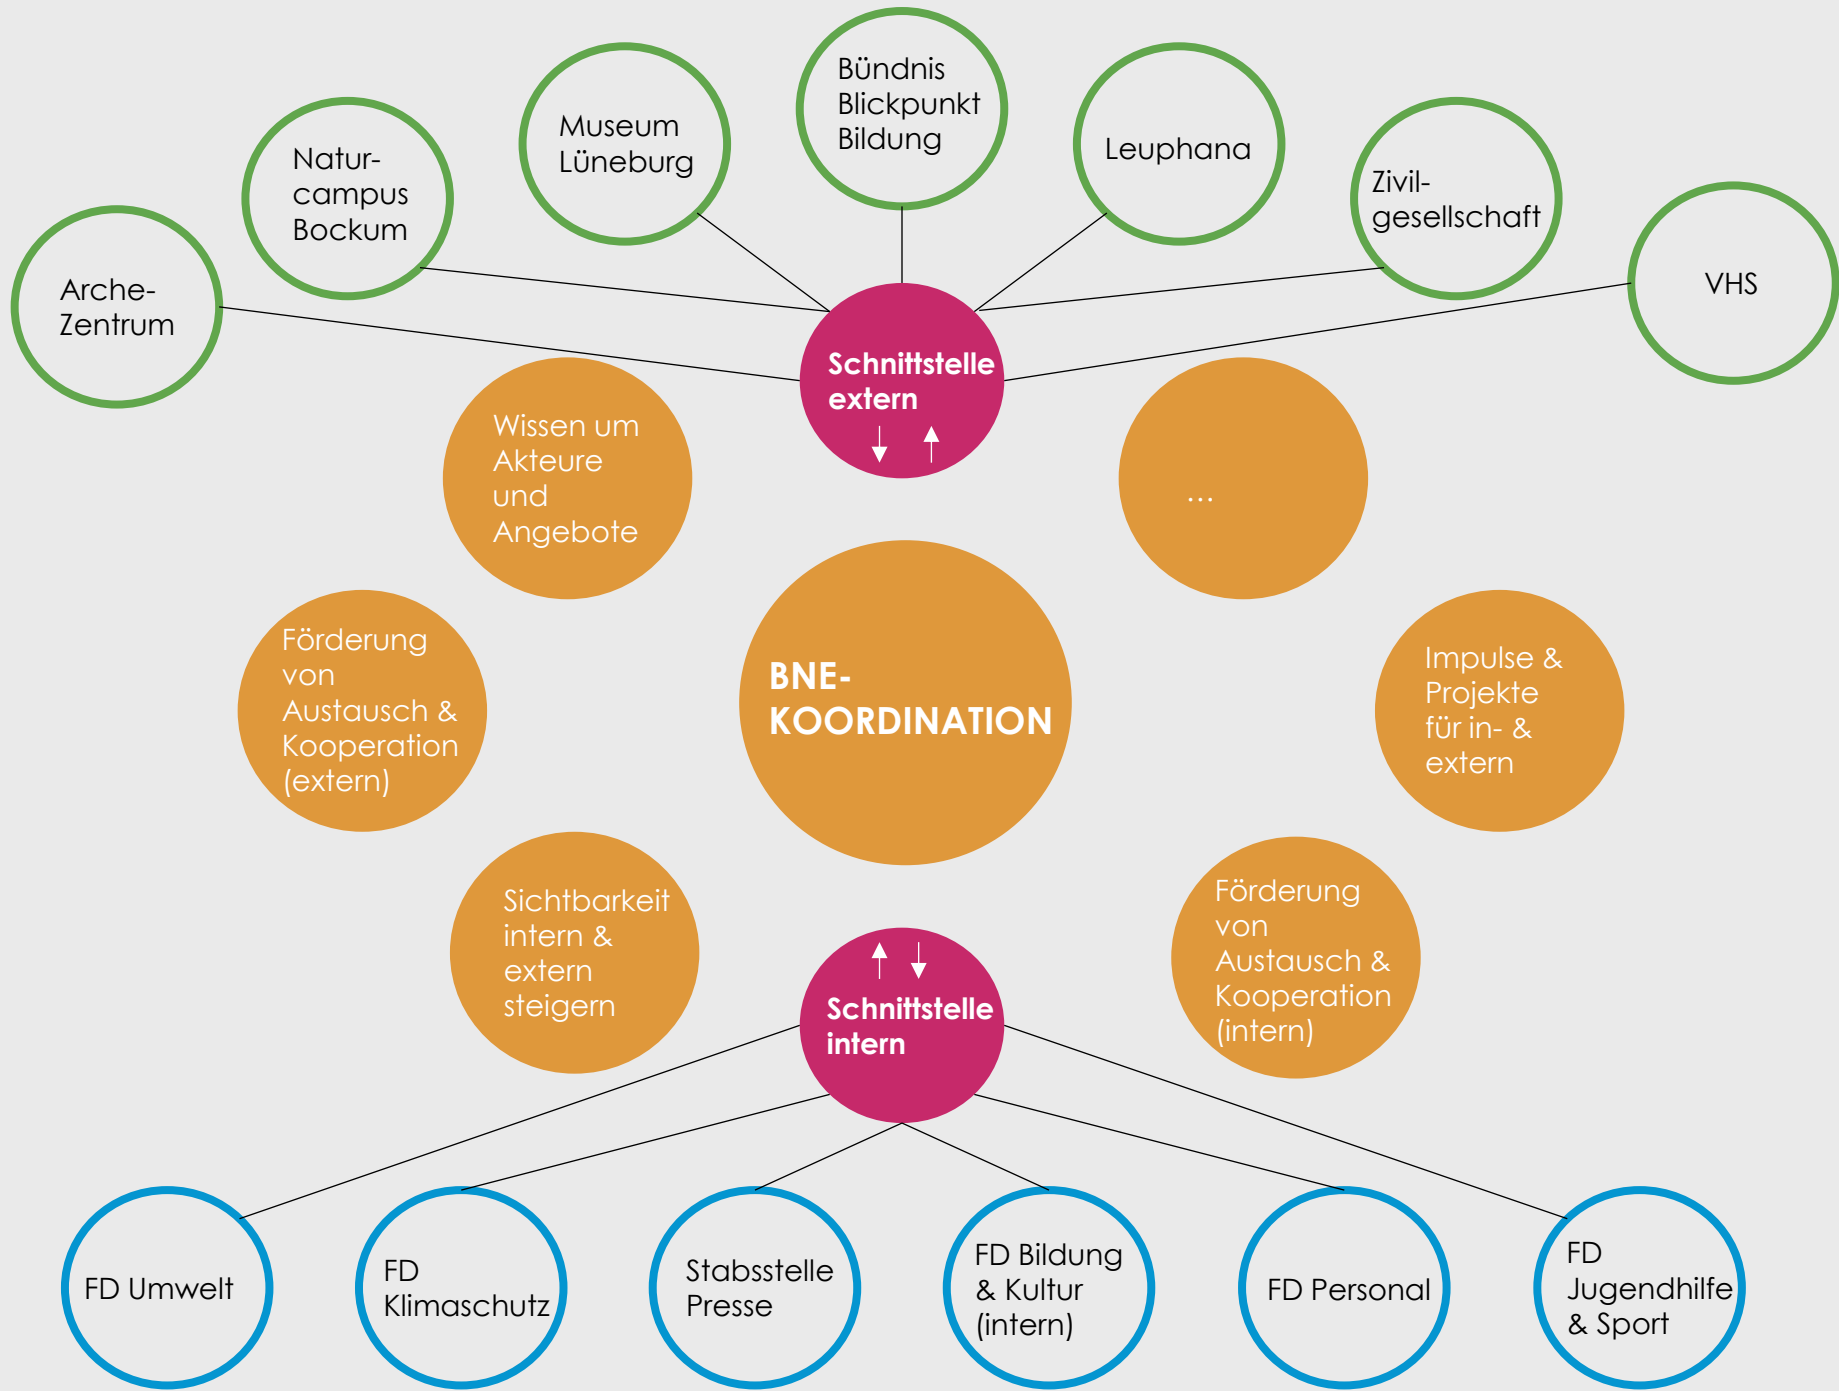 Bündnis
Blickpunkt
Bildung
Museum
Lüneburg
Leuphana
Natur-
campus
Bockum
Zivil-
gesellschaft
Arche-
Zentrum
VHS
Schnittstelle
extern
Wissen um
Akteure
und
Angebote
...
Förderung
von
Austausch &
Kooperation
(extern)
BNE-
KOORDINATION
Impulse &
Projekte
für in- &
extern
Sichtbarkeit
intern &
extern
steigern
Förderung
von
Austausch &
Kooperation
(intern)
Schnittstelle
intern
FD Umwelt
FD
Klimaschutz
Stabsstelle
Presse
FD Bildung
& Kultur
(intern)
FD Personal
FD
Jugendhilfe
& Sport